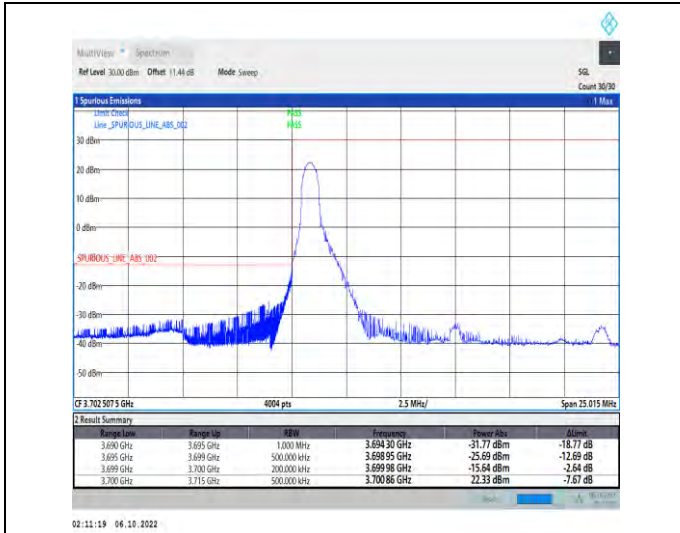 MultiView Spectrum
Ref Level 30.00 dBm Offset 11.44 dB Mode Sweep SGL
Count 30/30
1 Spurious Emissions 1 Max
Limit Check PASS
Line _SPURIOUS_LINE_ABS_002 PASS
30 dBm
20 dBm
10 dBm
0 dBm
_SPURIOUS_LINE_ABS_002
-20 dBm
-30 dBm
-40 dBm
-50 dBm
CF 3.702 507 5 GHz 4004 pts 2.5 MHz/ Span 25.015 MHz
2 Result Summary
Range Low Range Up RBW Frequency Power Abs ΔLimit
3.690 GHz 3.695 GHz 1.000 MHz 3.694 30 GHz -31.77 dBm -18.77 dB
3.695 GHz 3.699 GHz 500.000 kHz 3.698 95 GHz -25.69 dBm -12.69 dB
3.699 GHz 3.700 GHz 200.000 kHz 3.699 98 GHz -15.64 dBm -2.64 dB
3.700 GHz 3.715 GHz 500.000 kHz 3.700 86 GHz 22.33 dBm -7.67 dB
02:11:19 06.10.2022